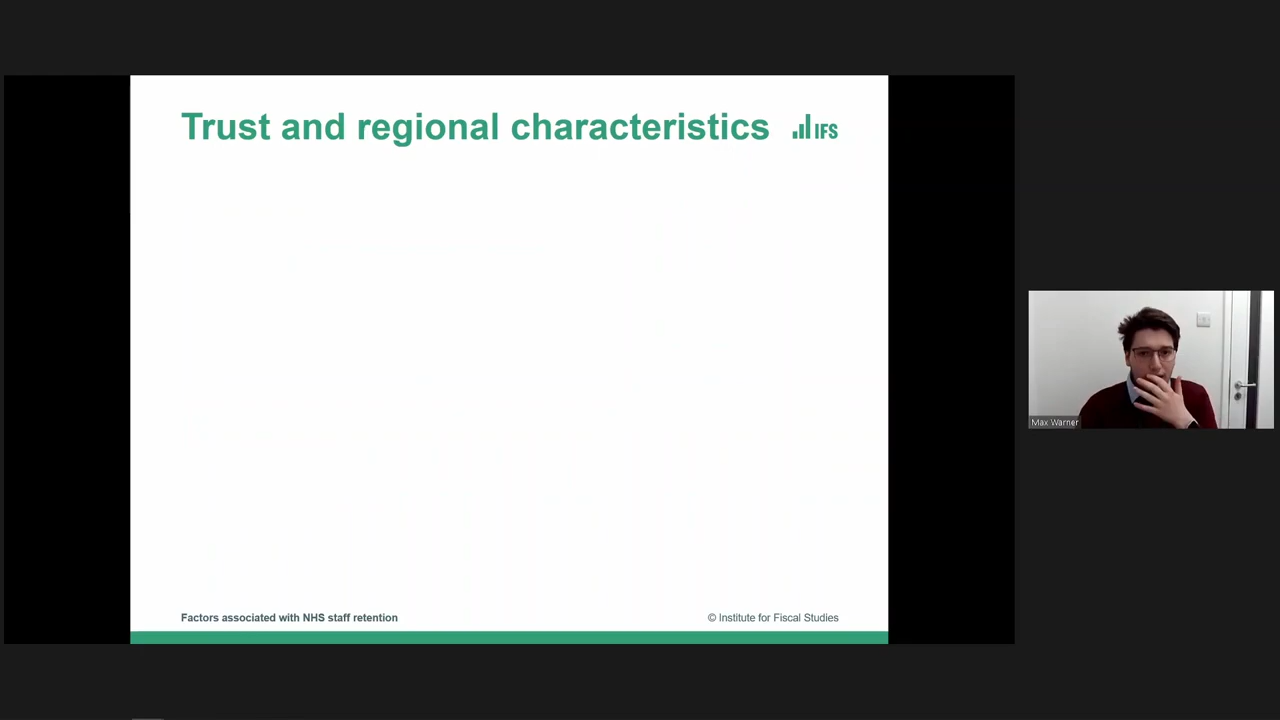 Trust and regional characteristics
IFS
Max Warner
Factors associated with NHS staff retention
© Institute for Fiscal Studies